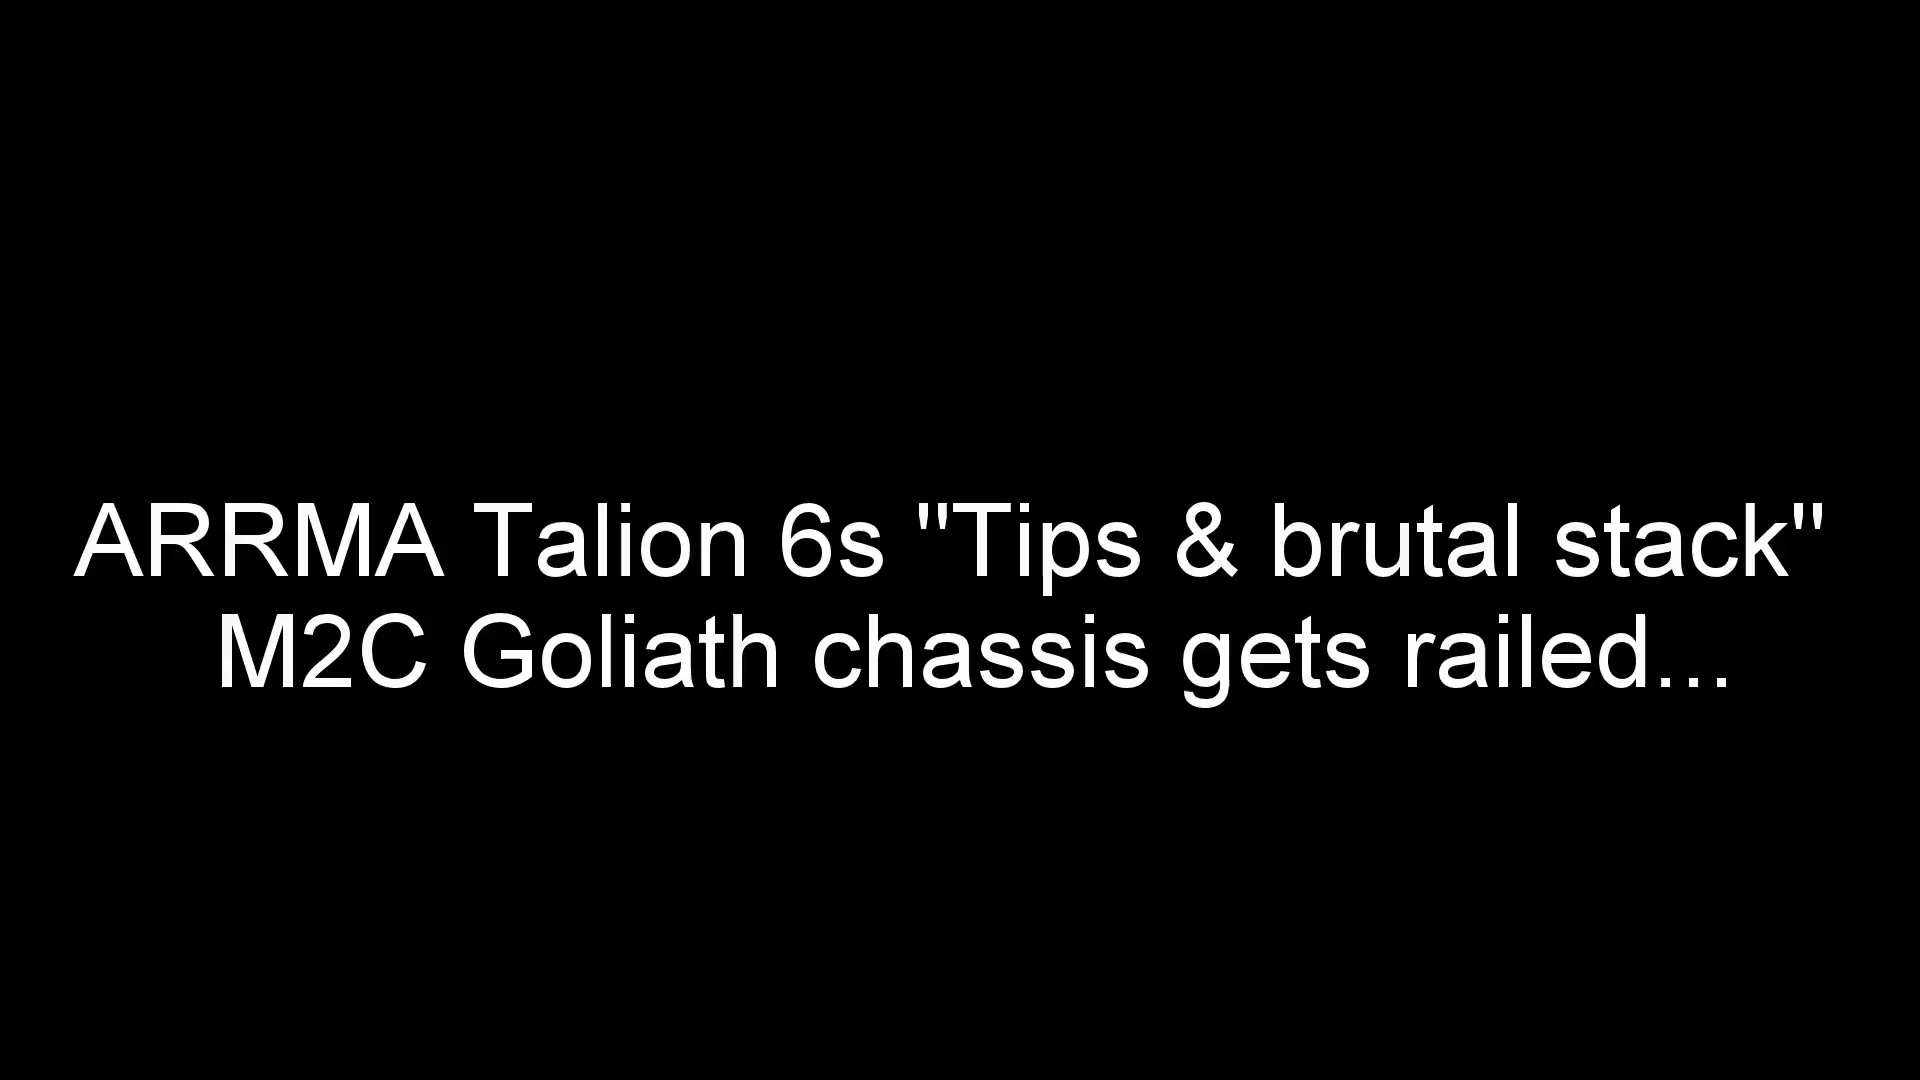 ARRMA Talion 6s "Tips & brutal stack"
M2C Goliath chassis gets railed...